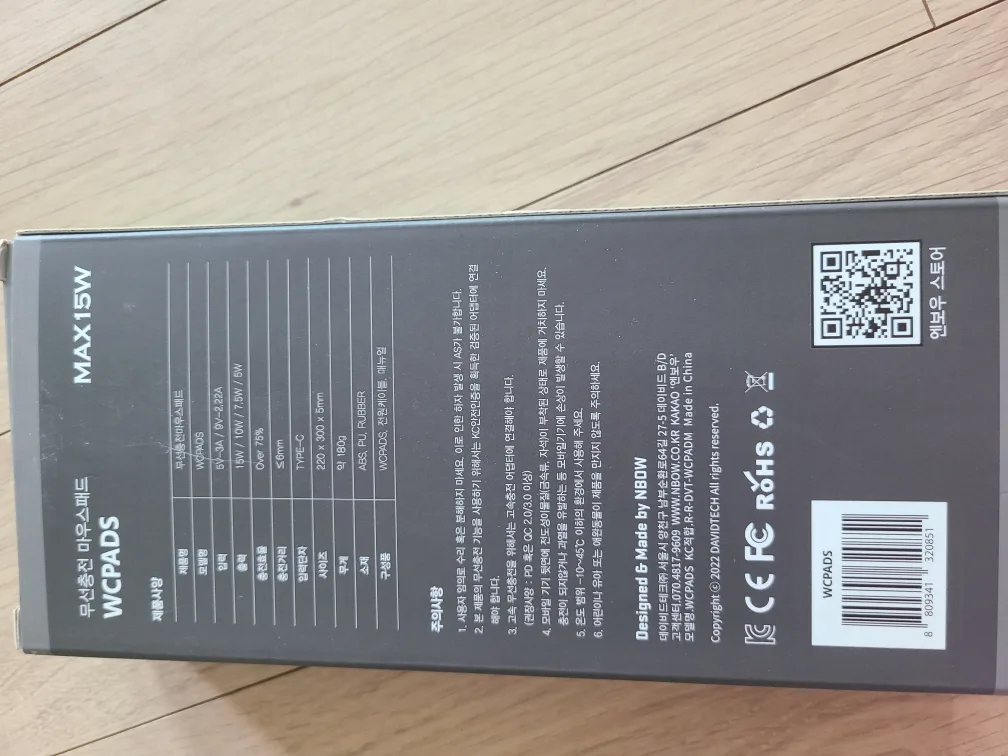 무선충전 마우스패드
WCPADS
MAX15W
제품사양
제품명 무선충전마우스패드
모델명 WCPADS
입력 5V-3A / 9V-2.22A
출력 15W / 10W / 7.5W / 5W
충전효율 Over 75%
충전거리 ≤6mm
입력단자 TYPE-C
사이즈 220 x 300 x 5mm
무게 약 180g
소재 ABS, PU, RUBBER
구성품 WCPADS, 전원케이블, 매뉴얼
주의사항
1. 사용자 임의로 수리 혹은 분해하지 마세요. 이로 인한 하자 발생 시 AS가 불가합니다.
2. 본 제품의 무선충전 기능을 사용하기 위해서는 KC안전인증을 획득한 검증된 어댑터에 연결
해야 합니다.
3. 고속 무선충전을 위해서는 고속충전 어댑터에 연결해야 합니다.
(권장사양 : PD 혹은 QC 2.0/3.0 이상)
4. 모바일 기기 뒷면에 전도성이물질(금속류, 자석)이 부착된 상태로 제품에 거치하지 마세요.
충전이 되지않거나 과열을 유발하는 등 모바일기기에 손상이 발생할 수 있습니다.
5. 온도 범위 -10~45℃ 이하의 환경에서 사용해 주세요.
6. 어린이나 유아 또는 애완동물이 제품을 만지지 않도록 주의하세요.
Designed & Made by NBOW
데이비드테크(주) 서울시 양천구 남부순환로64길 27-5 데이비드 B/D
고객센터.070.4817-9609 WWW.NBOW.CO.KR KAKAO '엔보우'
모델명.WCPADS KC적합.R-R-DVT-WCPADM Made in China
Copyright ⓒ 2022 DAVIDTECH All rights reserved.
CE FC RoHS
WCPADS
8 809341 320851
엔보우 스토어